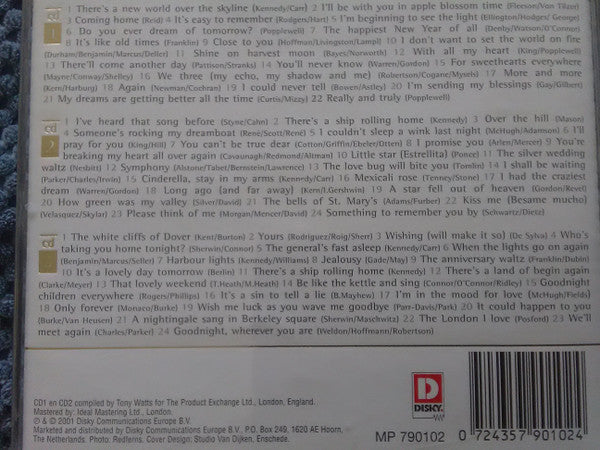 1 There's a new world over the skyline (Kennedy/Carr) 2 I'll be with you in apple blossom time (Fleeson/Von Tilzer)
3 Coming home (Reid) 4 It's easy to remember (Rodgers/Hart) 5 I'm beginning to see the light (Ellington/Hodges/ George)
cd 1
6 Do you ever dream of tomorrow? (Popplewell) 7 The happiest New Year of all (Denby/Watson/O'Connor)
8 It's like old times (Franklin) 9 Close to you (Hoffman/Livingston/Lampl) 10 I don't want to set the world on fire
(Durham/Benjamin/Marcus/Seller) 11 Shine on harvest moon (Bayes/Norworth) 12 With all my heart (King/Popplewell)
13 There'll come another day (Pattison/Stranks) 14 You'll never know (Warren/Gordon) 15 For sweethearts everywhere
(Mayne/Conway/Shelley) 16 We three (my echo, my shadow and me) (Robertson/Cogane/Mysels) 17 More and more
(Kern/Harburg) 18 Again (Newman/Cochran) 19 I could never tell (Bowen/Astley) 20 I'm sending my blessings (Gay/Gilbert)
21 My dreams are getting better all the time (Curtis/Mizzy) 22 Really and truly (Popplewell)
1 I've heard that song before (Styne/Cahn) 2 There's a ship rolling home (Kennedy) 3 Over the hill (Mason)
cd 2
4 Someone's rocking my dreamboat (René/Scott/René) 5 I couldn't sleep a wink last night (McHugh/Adamson) 6 I'll
pray for you (King/Hill) 7 You can't be true dear (Cotton/Griffin/Ebeler/Otten) 8 I promise you (Arlen/Mercer) 9 You're
breaking my heart all over again (Cavaunagh/Redmond/Altman) 10 Little star (Estrellita) (Ponce) 11 The silver wedding
waltz (Nesbitt) 12 Symphony (Alstone/Tabet/Bernstein/Lawrence) 13 The love bug will bite you (Tomlin) 14 I shall be waiting
(Parker/Charles/Irwin) 15 Cinderella, stay in my arms (Kennedy/Carr) 16 Mexicali rose (Tenney/Stone) 17 I had the craziest
dream (Warren/Gordon) 18 Long ago (and far away) (Kern/I.Gershwin) 19 A star fell out of heaven (Gordon/Revel)
20 How green was my valley (Silver/David) 21 The bells of St. Mary's (Adams/Furber) 22 Kiss me (Besame mucho)
(Velasquez/Skylar) 23 Please think of me (Morgan/Mencer/David) 24 Something to remember you by (Schwartz/Dietz)
1 The white cliffs of Dover (Kent/Burton) 2 Yours (Rodriguez/Roig/Sherr) 3 Wishing (will make it so) (De Sylva) 4 Who's
cd
taking you home tonight? (Sherwin/Connor) 5 The general's fast asleep (Kennedy/Carr) 6 When the lights go on again
(Benjamin/Marcus/Seller) 7 Harbour lights (Kennedy/Williams) 8 Jealousy (Gade/May) 9 The anniversary waltz (Franklin/Dubin)
10 It's a lovely day tomorrow (Berlin) 11 There's a ship rolling home (Kennedy) 12 There's a land of begin again
(Clarke/Meyer) 13 That lovely weekend (T.Heath/M.Heath) 14 Be like the kettle and sing (Connor/O'Connor/Ridley) 15 Goodnight
children everywhere (Rogers/Phillips) 16 It's a sin to tell a lie (B.Mayhew) 17 I'm in the mood for love (McHugh/Fields)
18 Only forever (Monaco/Burke) 19 Wish me luck as you wave me goodbye (Parr-Davis/Park) 20 It could happen to you
(Burke/Van Heusen) 21 A nightingale sang in Berkeley square (Sherwin/Maschwitz) 22 The London I love (Posford) 23 We'll
meet again (Charles/Parker) 24 Goodnight, wherever you are (Weldon/Hoffmann/Robertson)
CD1 en CD2 compiled by Tony Watts for The Product Exchange Ltd., London, England.
Mastered by: Ideal Mastering Ltd., London.
℗ & © 2001 Disky Communications Europe B.V.
Marketed and distributed by Disky Communications Europe B.V., P.O. Box 249, 1620 AE Hoorn,
The Netherlands. Photo: Redferns. Cover Design: Studio Van Dijken, Enschede.
D
DISKY.
MP 790102
0 724357 901024